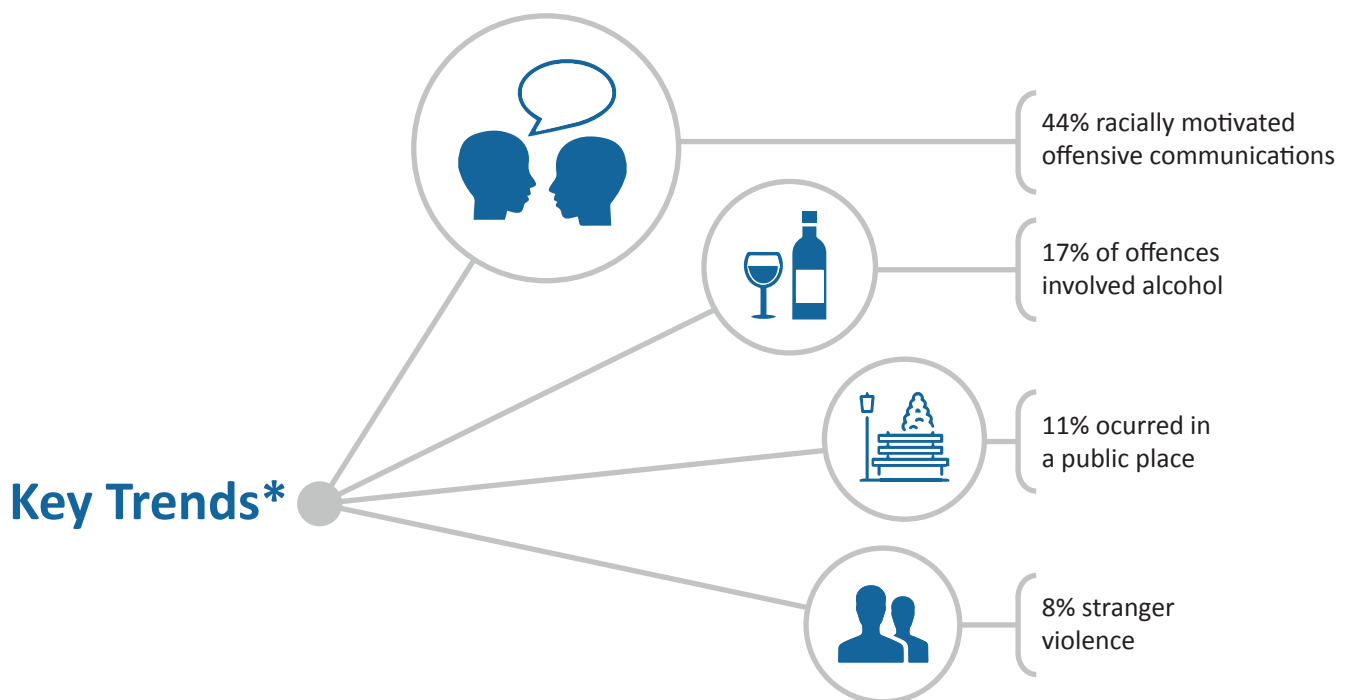 44% racially motivated
offensive communications
17% of offences
involved alcohol
11% ocurred in
a public place
Key Trends*
8% stranger
violence